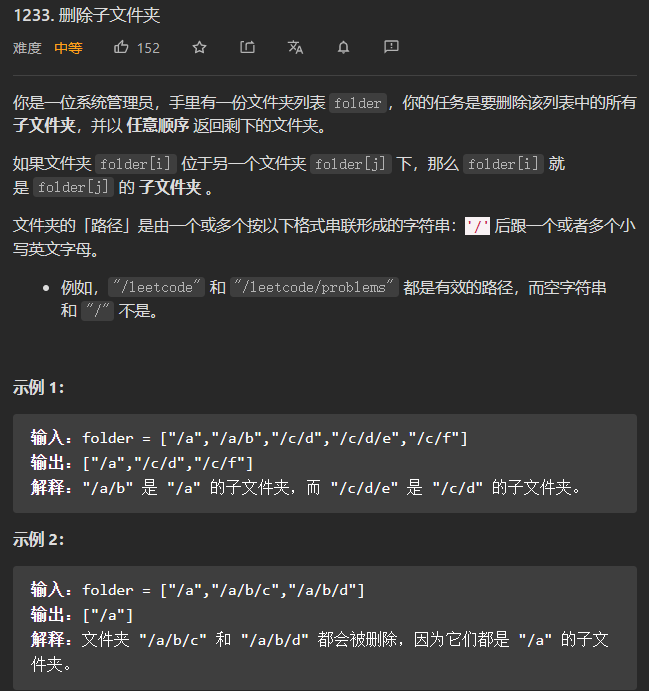 1233. 删除子文件夹
难度 中等 152
你是一位系统管理员，手里有一份文件夹列表 folder，你的任务是要删除该列表中的所有
子文件夹，并以 任意顺序 返回剩下的文件夹。
如果文件夹 folder[i] 位于另一个文件夹 folder[j] 下，那么 folder[i] 就
是 folder[j] 的 子文件夹 。
文件夹的「路径」是由一个或多个按以下格式串联形成的字符串：'/' 后跟一个或者多个小
写英文字母。
• 例如，"/leetcode" 和 "/leetcode/problems" 都是有效的路径，而空字符串
和 "/" 不是。
示例 1：
输入：folder = ["/a","/a/b","/c/d","/c/d/e","/c/f"]
输出：["/a","/c/d","/c/f"]
解释："/a/b" 是 "/a" 的子文件夹，而 "/c/d/e" 是 "/c/d" 的子文件夹。
示例 2：
输入：folder = ["/a","/a/b/c","/a/b/d"]
输出：["/a"]
解释：文件夹 "/a/b/c" 和 "/a/b/d" 都会被删除，因为它们都是 "/a" 的子文
件夹。